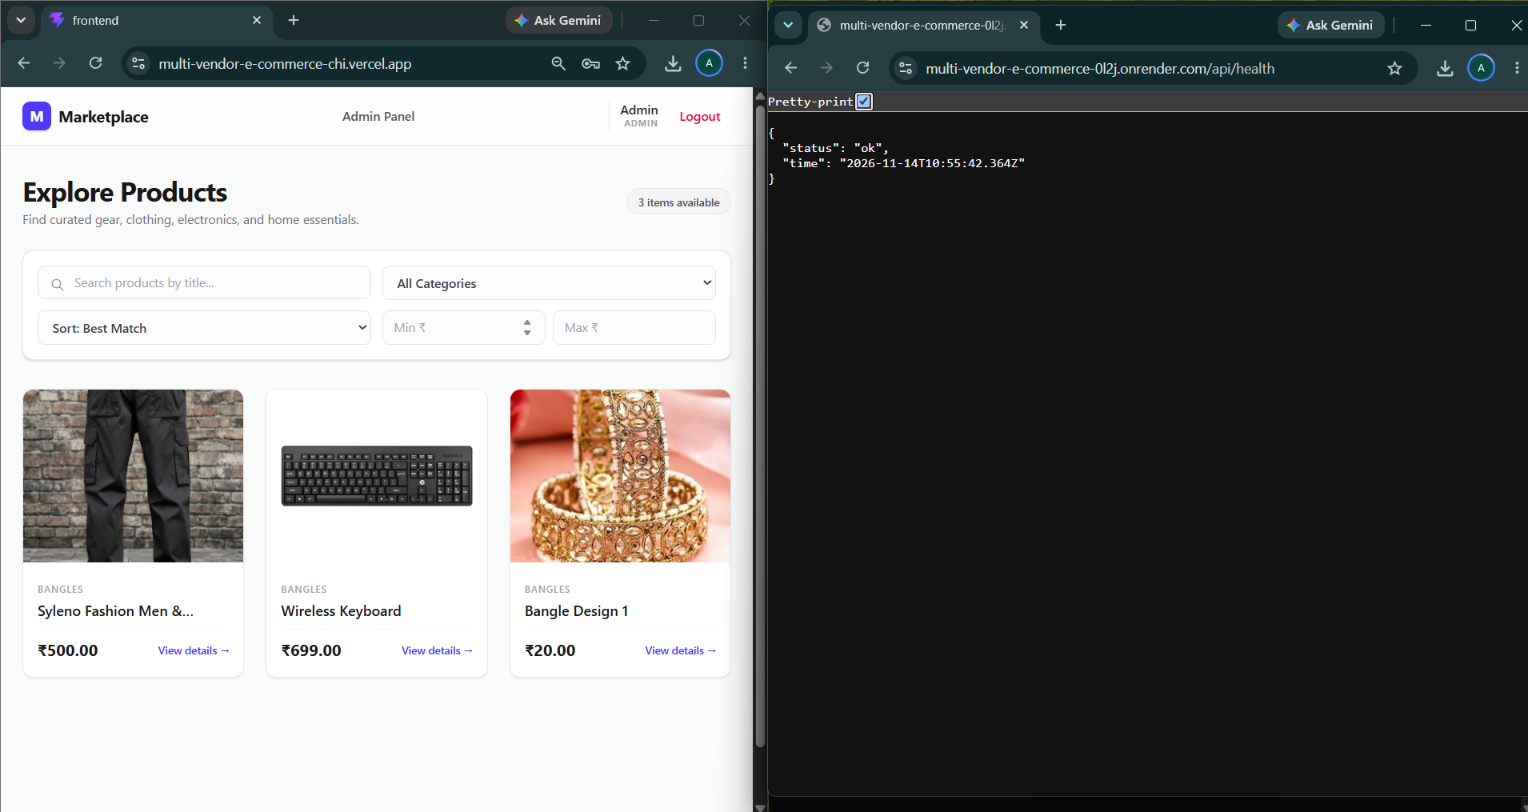 frontend
Ask Gemini
A
multi-vendor-e-commerce-chi.vercel.app
M Marketplace
Admin Panel
Admin
ADMIN
Logout
Explore Products
Find curated gear, clothing, electronics, and home essentials.
3 items available
Search products by title...
All Categories
Sort: Best Match
Min ₹
Max ₹
BANGLES
Syleno Fashion Men &...
₹500.00
View details →
BANGLES
Wireless Keyboard
₹699.00
View details →
BANGLES
Bangle Design 1
₹20.00
View details →
multi-vendor-e-commerce-0l2j
Ask Gemini
multi-vendor-e-commerce-0l2j.onrender.com/api/health
A
Pretty-print
{
"status": "ok",
"time": "2026-11-14T10:55:42.364Z"
}